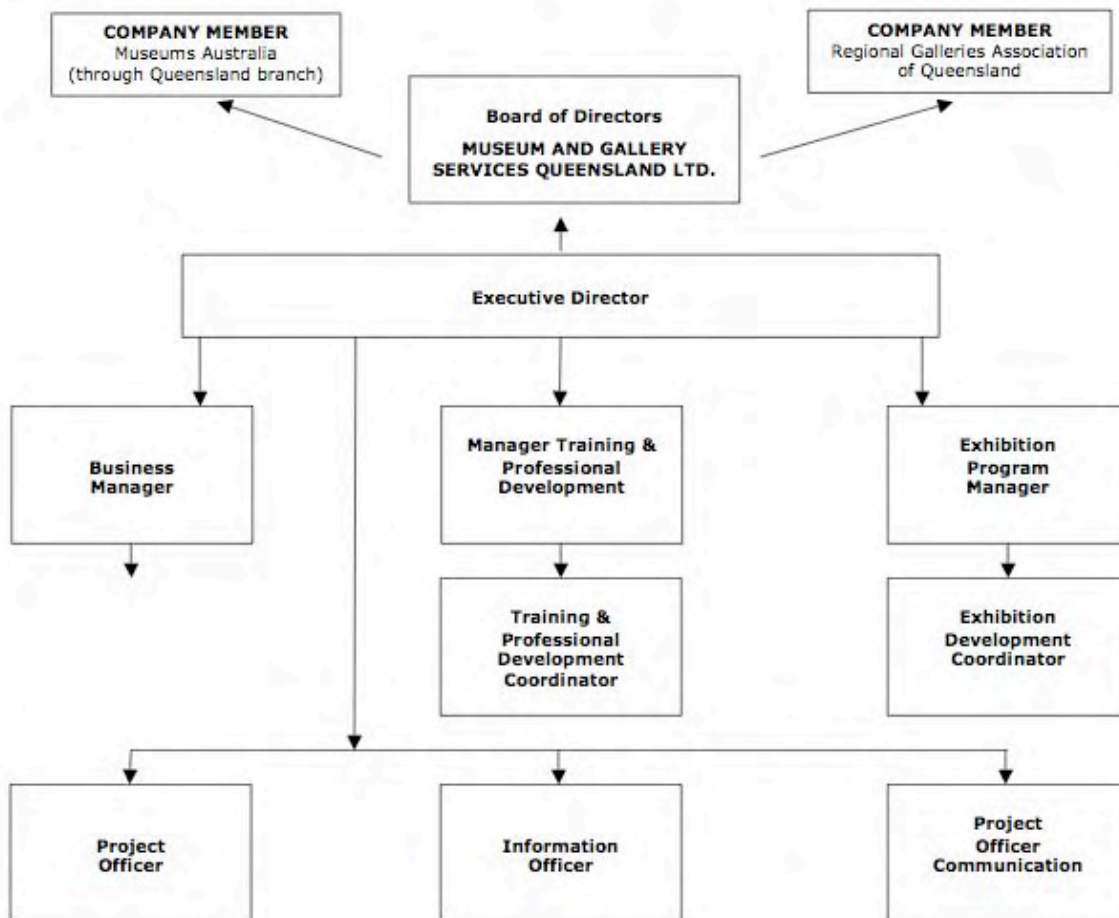 COMPANY MEMBER
Museums Australia
(through Queensland branch)
COMPANY MEMBER
Regional Galleries Association
of Queensland
Board of Directors
MUSEUM AND GALLERY
SERVICES QUEENSLAND LTD.
Executive Director
Business
Manager
Manager Training &
Professional
Development
Exhibition
Program
Manager
Training &
Professional
Development
Coordinator
Exhibition
Development
Coordinator
Project
Officer
Information
Officer
Project
Officer
Communication